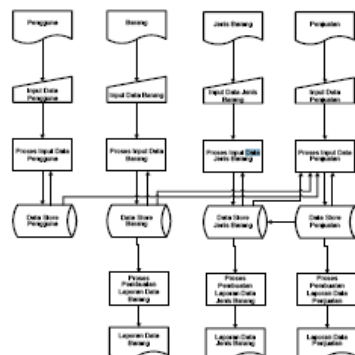 Pengguna
Barang
Jenis Barang
Penjualan
Input Data
Pengguna
Input Data Barang
Input Data Jenis
Barang
Input Data
Penjualan
Proses Input Data
Pengguna
Proses Input Data
Barang
Proses Input Data
Jenis Barang
Proses Input Data
Penjualan
Data Store
Pengguna
Data Store
Barang
Data Store
Jenis Barang
Data Store
Penjualan
Proses
Pembuatan
Laporan Data
Barang
Proses
Pembuatan
Laporan Data
Jenis Barang
Proses
Pembuatan
Laporan Data
Penjualan
Laporan Data
Barang
Laporan Data
Jenis Barang
Laporan Data
Penjualan